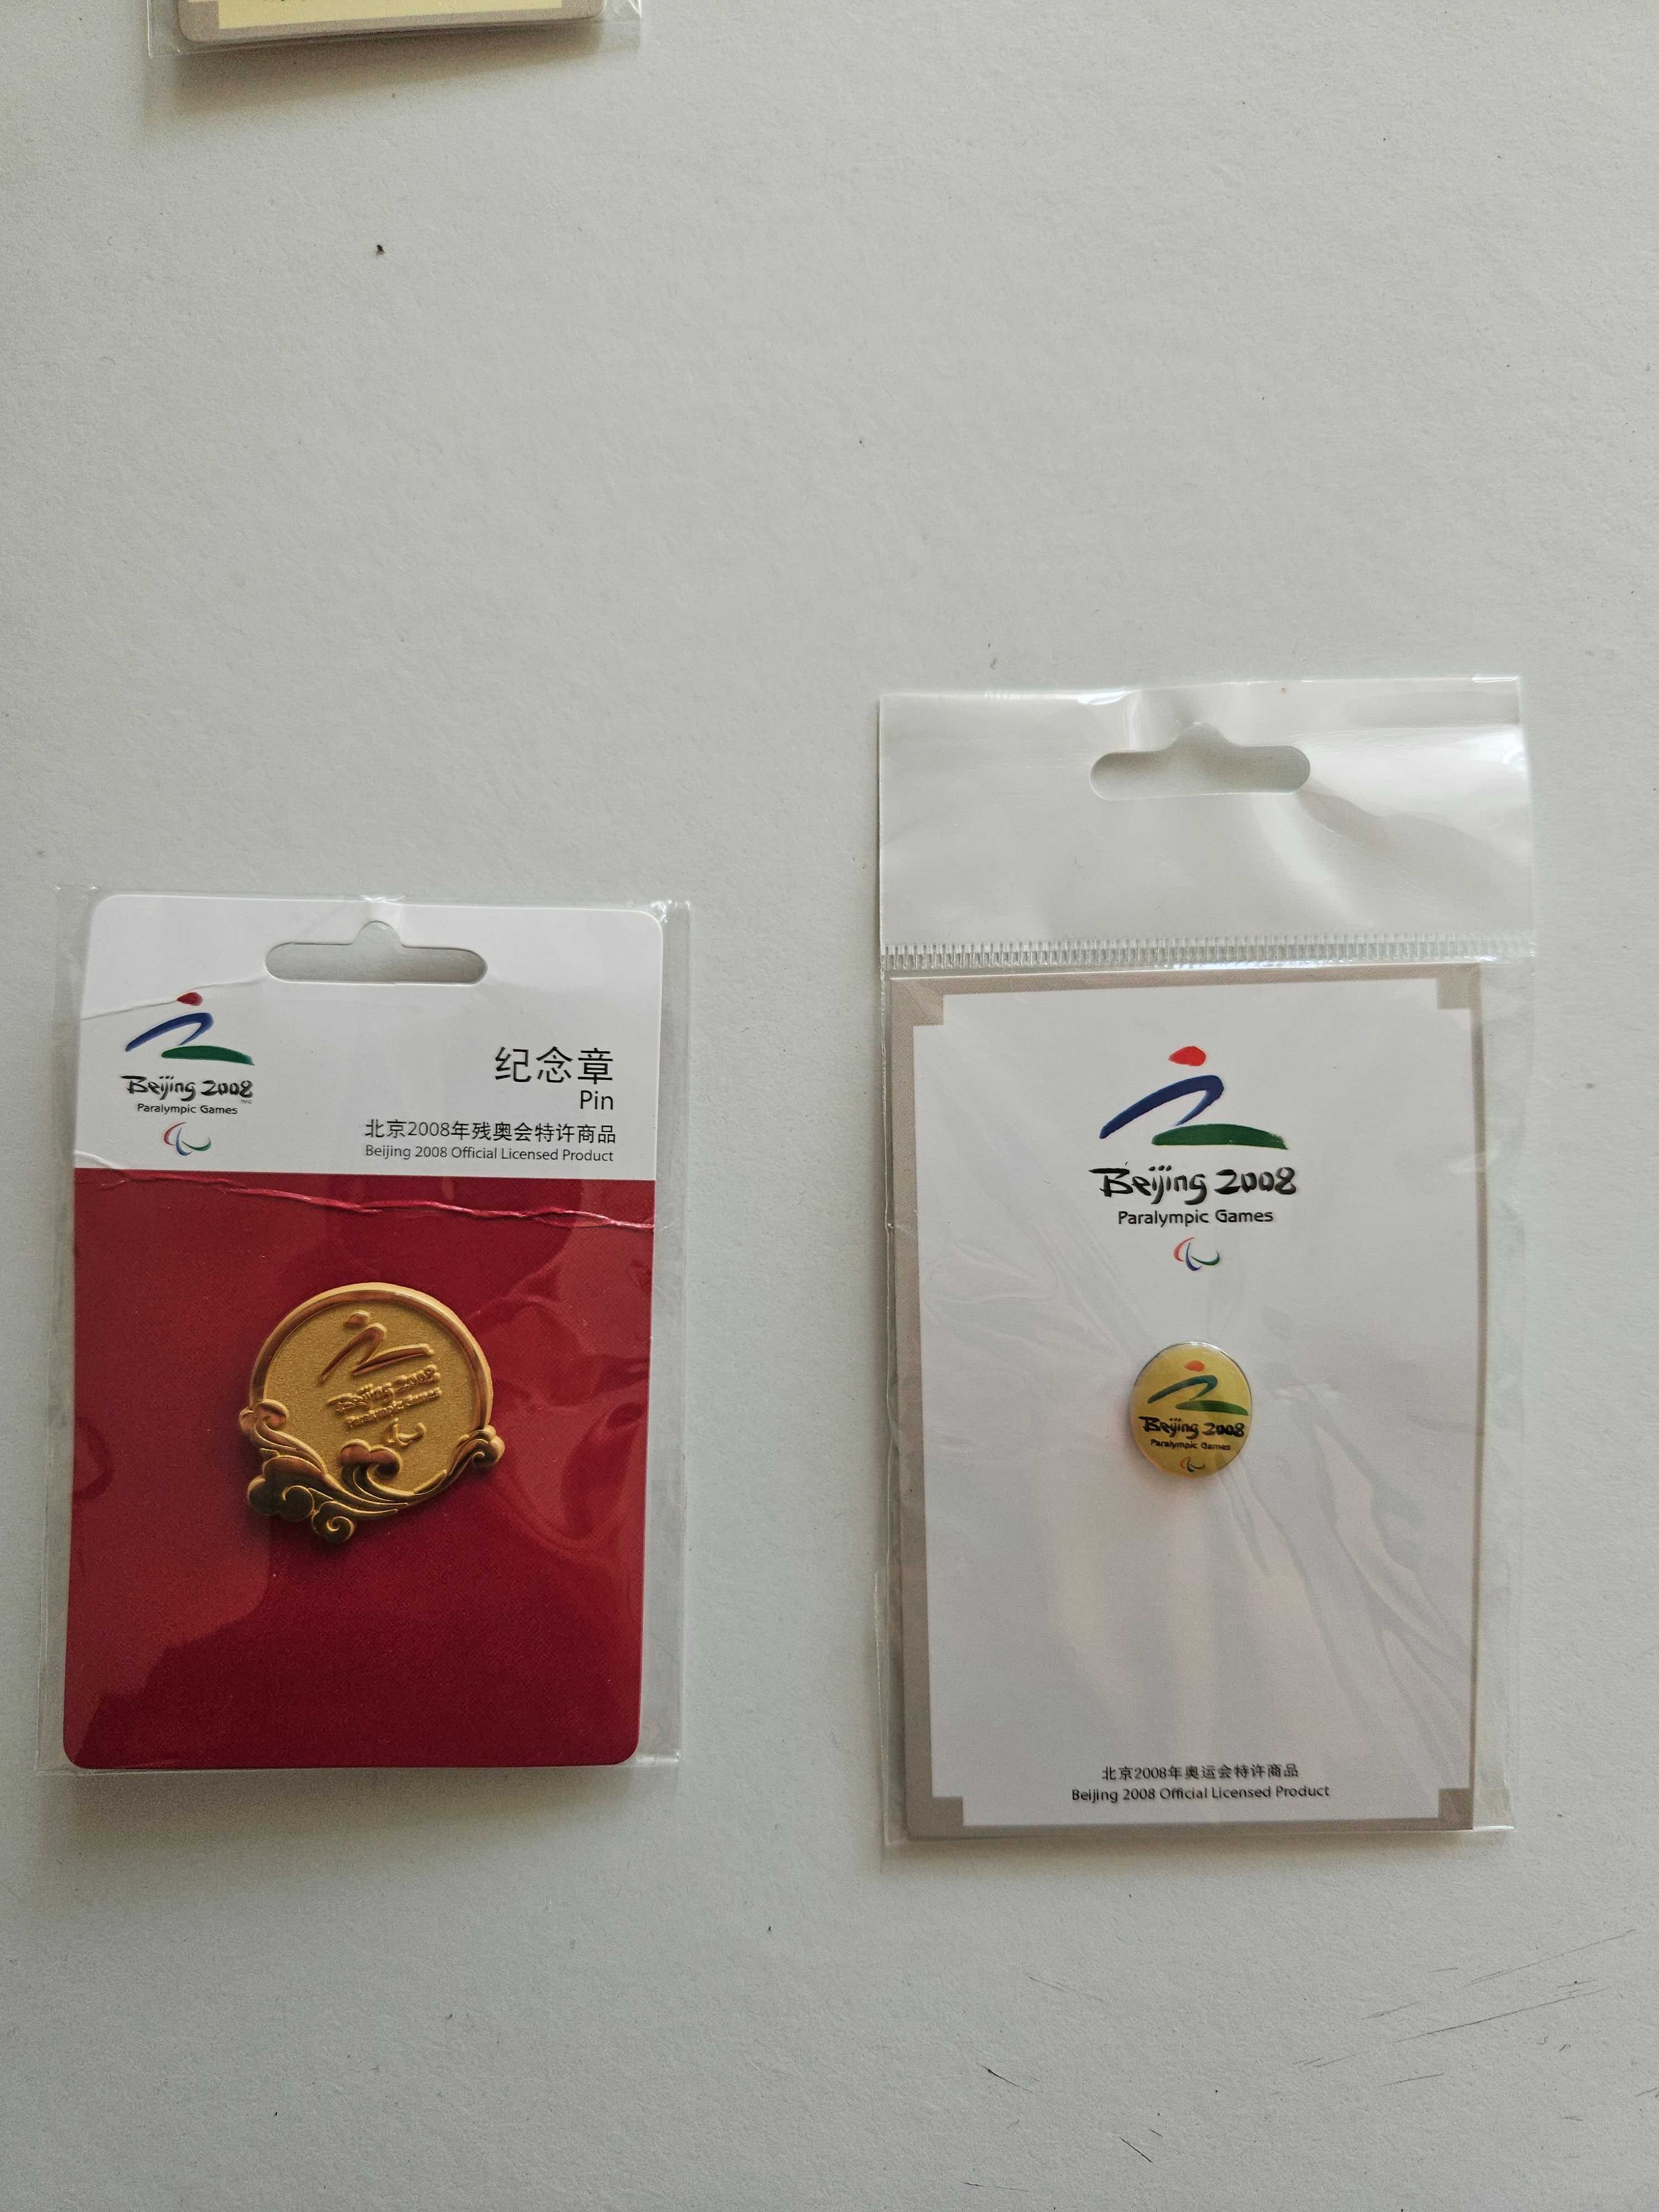 Beijing 2008
TM©
Paralympic Games
纪念章
Pin
北京2008年残奥会特许商品
Beijing 2008 Official Licensed Product
Beijing 2008
Paralympic Games
Beijing 2008
Paralympic Games
Beijing 2008
Paralympic Games
北京2008年奥运会特许商品
Beijing 2008 Official Licensed Product